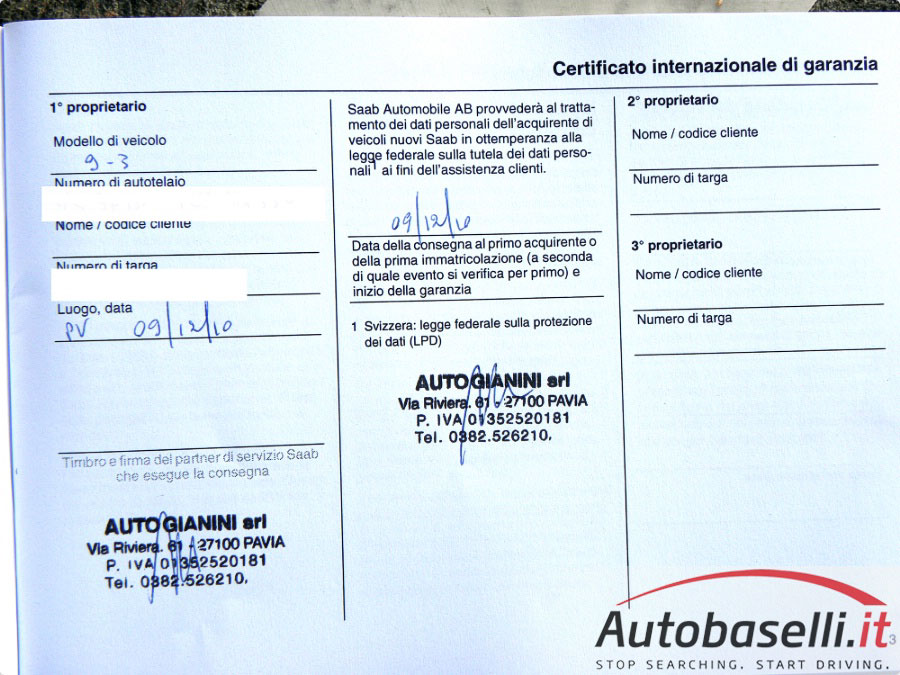 Certificato internazionale di garanzia
1° proprietario
Modello di veicolo
9-3
Numero di autotelaio
Nome / codice cliente
Numero di targa
Luogo, data
PV 09/12/10
Timbro e firma del partner di servizio Saab
che esegue la consegna
AUTOGIANINI srl
Via Riviera. 61 - 27100 PAVIA
P. IVA 01352520181
Tel. 0382.526210.
Saab Automobile AB provvederà al tratta-
mento dei dati personali dell'acquirente di
veicoli nuovi Saab in ottemperanza alla
legge federale sulla tutela dei dati perso-
nali1 ai fini dell'assistenza clienti.
09/12/10
Data della consegna al primo acquirente o
della prima immatricolazione (a seconda
di quale evento si verifica per primo) e
inizio della garanzia
1 Svizzera: legge federale sulla protezione
dei dati (LPD)
AUTOGIANINI srl
Via Riviera. 61 - 27100 PAVIA
P. IVA 01352520181
Tel. 0382.526210.
2° proprietario
Nome / codice cliente
Numero di targa
3° proprietario
Nome / codice cliente
Numero di targa
Autobaselli.it
3
STOP SEARCHING. START DRIVING.